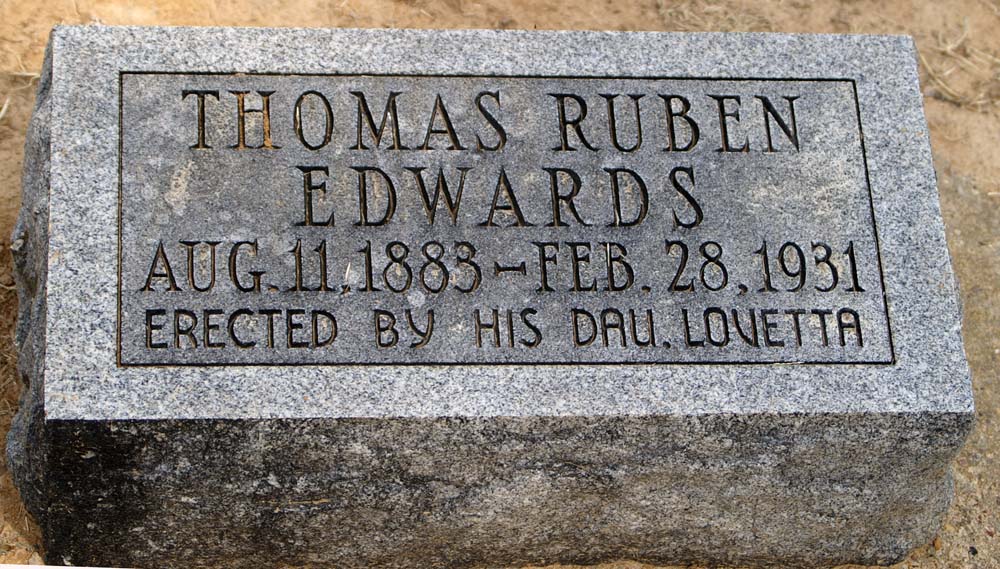 THOMAS RUBEN
EDWARDS
AUG. 11, 1883 - FEB. 28, 1931
ERECTED BY HIS DAU. LOVETTA